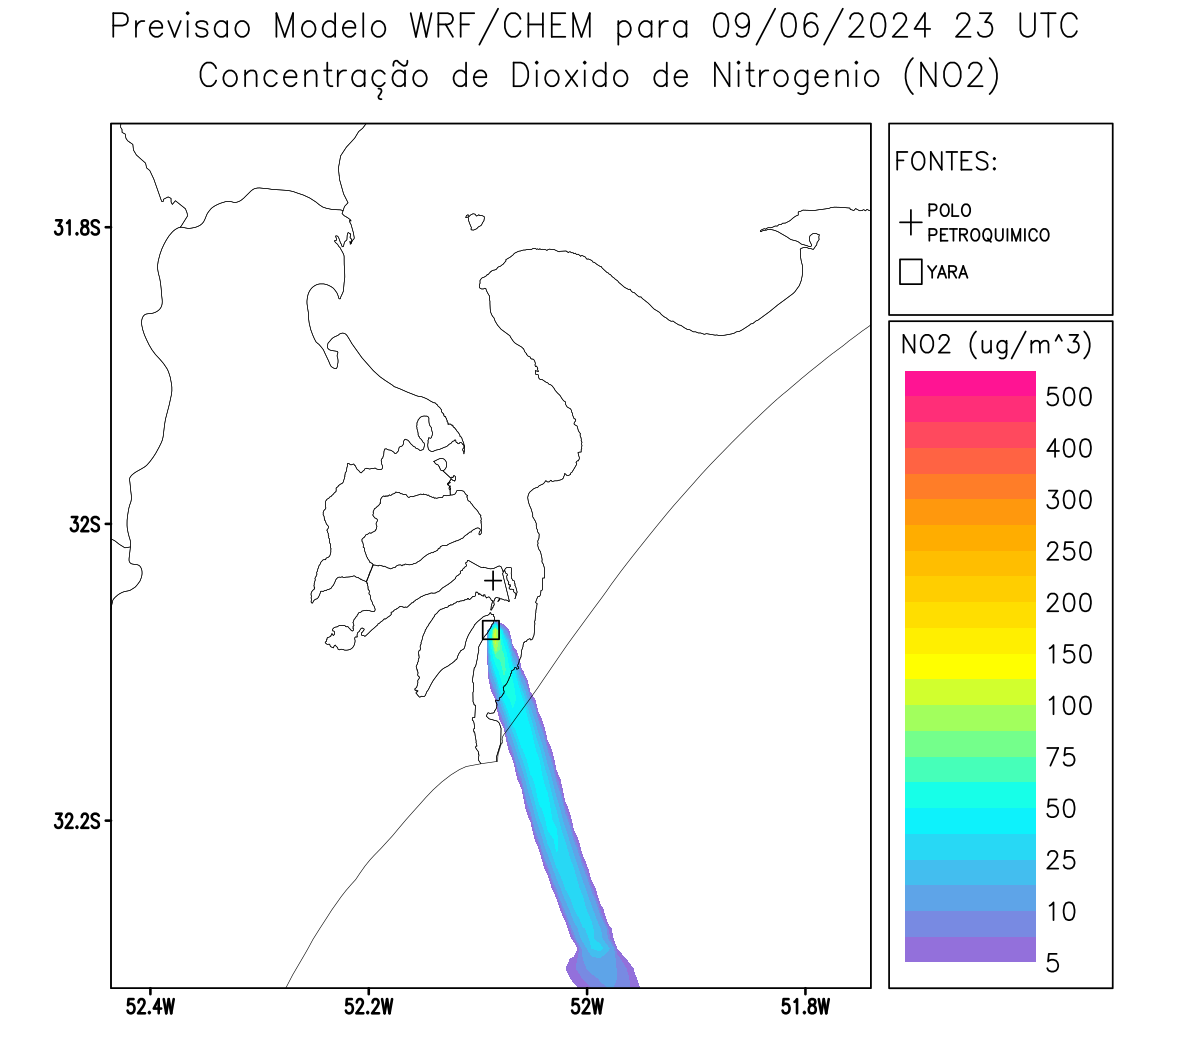 Previsao Modelo WRF/CHEM para 09/06/2024 23 UTC
Concentração de Dioxido de Nitrogenio (NO2)
FONTES:
POLO
PETROQUIMICO
YARA
NO2 (ug/m^3)
500
400
300
250
200
150
100
75
50
25
10
5
31.8S
32S
32.2S
52.4W
52.2W
52W
51.8W